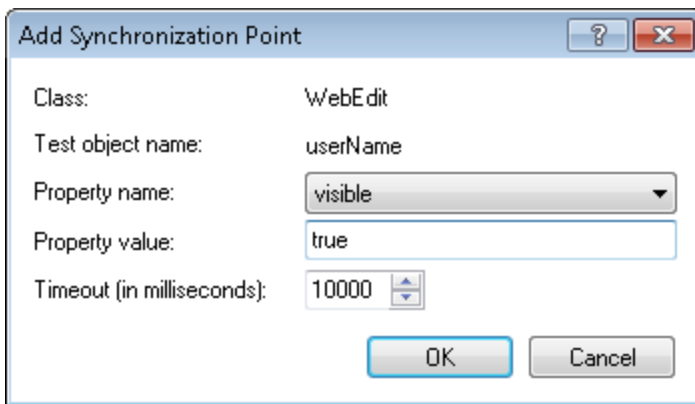 Add Synchronization Point
?
Class: WebEdit
Test object name: userName
Property name: visible
Property value: true
Timeout (in milliseconds): 10000
OK Cancel